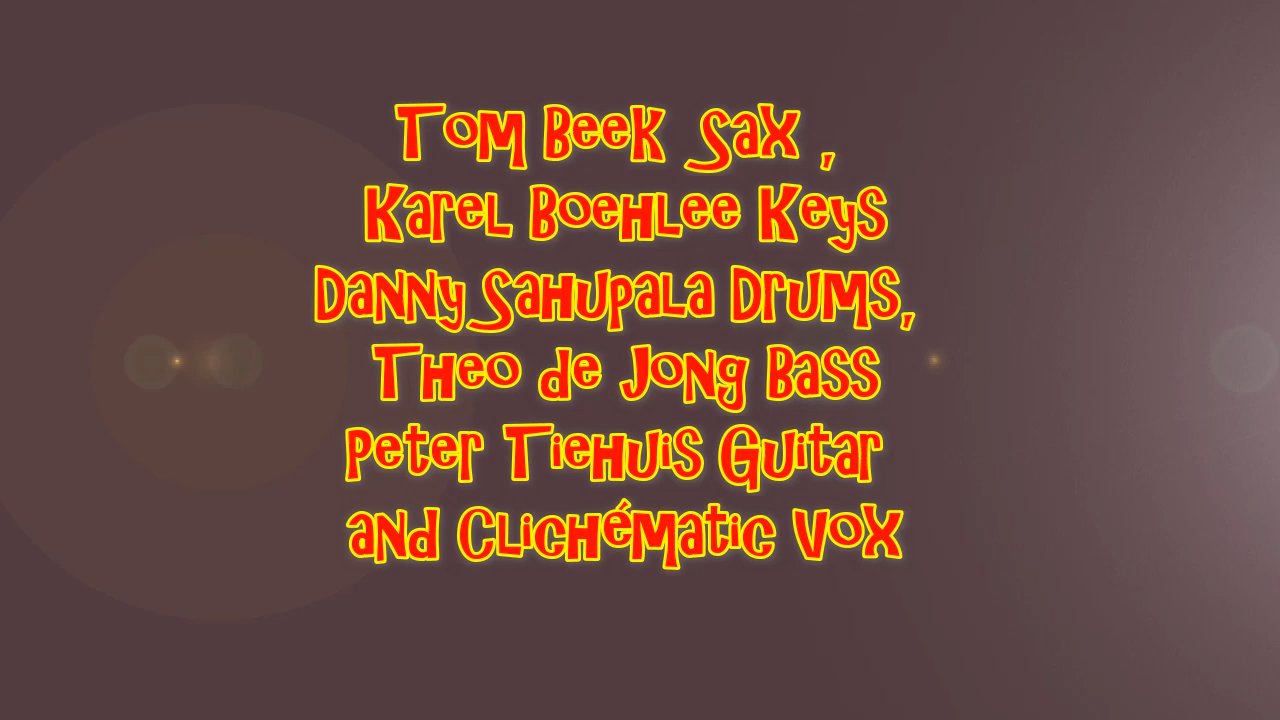 Tom Beek Sax ,
Karel Boehlee Keys
Danny Sahupala Drums,
Theo de Jong Bass
Peter Tiehuis Guitar
and Clichématic Vox